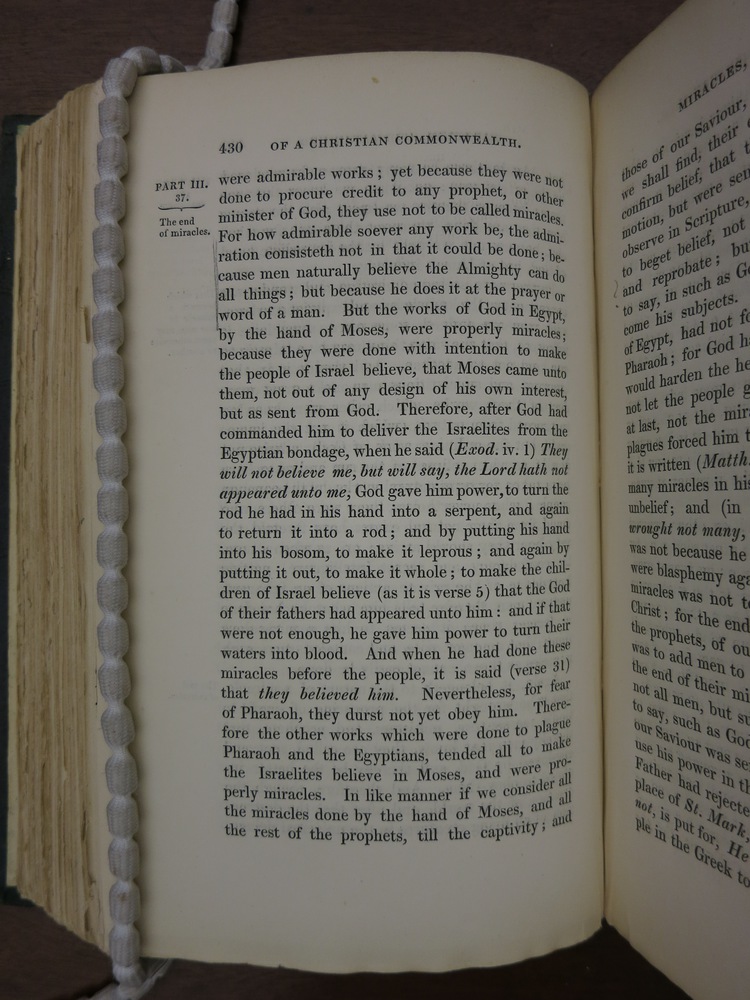 430 OF A CHRISTIAN COMMONWEALTH.
PART III.
37.
The end
of miracles.
were admirable works; yet because they were not
done to procure credit to any prophet, or other
minister of God, they use not to be called miracles.
For how admirable soever any work be, the admi-
ration consisteth not in that it could be done; be-
cause men naturally believe the Almighty can do
all things; but because he does it at the prayer or
word of a man. But the works of God in Egypt,
by the hand of Moses, were properly miracles;
because they were done with intention to make
the people of Israel believe, that Moses came unto
them, not out of any design of his own interest,
but as sent from God. Therefore, after God had
commanded him to deliver the Israelites from the
Egyptian bondage, when he said (Exod. iv. 1) They
will not believe me, but will say, the Lord hath not
appeared unto me, God gave him power, to turn the
rod he had in his hand into a serpent, and again
to return it into a rod; and by putting his hand
into his bosom, to make it leprous; and again by
putting it out, to make it whole; to make the chil-
dren of Israel believe (as it is verse 5) that the God
of their fathers had appeared unto him: and if that
were not enough, he gave him power to turn their
waters into blood. And when he had done these
miracles before the people, it is said (verse 31)
that they believed him. Nevertheless, for fear
of Pharaoh, they durst not yet obey him. There-
fore the other works which were done to plague
Pharaoh and the Egyptians, tended all to make
the Israelites believe in Moses, and were pro-
perly miracles. In like manner if we consider all
the miracles done by the hand of Moses, and all
the rest of the prophets, till the captivity; and
MIRACLES,
those of our Saviour,
we shall find, their
confirm belief, that
motion, but were sen
observe in Scripture,
to beget belief, not
and reprobate; bu
to say, in such as Go
come his subjects.
of Egypt, had not fo
Pharaoh; for God ha
would harden the he
not let the people g
at last, not the mir
plagues forced him t
it is written (Matth.
many miracles in his
unbelief; and (in
wrought not many,
was not because he
were blasphemy aga
miracles was not to
Christ; for the end
the prophets, of ou
was to add men to
the end of their mi
not all men, but su
to say, such as God
our Saviour was se
use his power in th
Father had rejecte
place of St. Mark,
not, is put for, He
ple in the Greek to